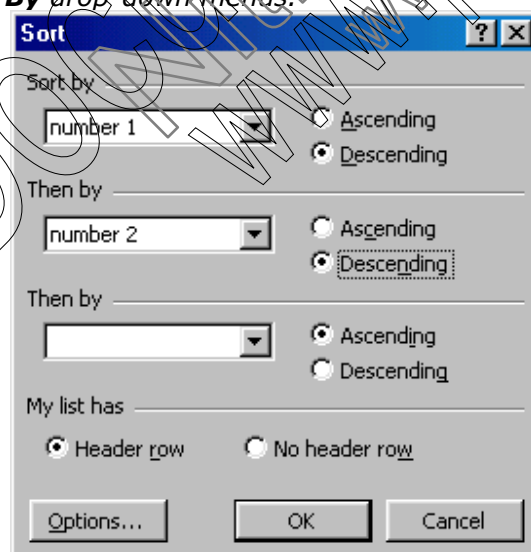 By drop-down menus.
Sort
Sort by
number 1
Ascending
Descending
Then by
number 2
Ascending
Descending
Then by
Ascending
Descending
My list has
Header row
No header row
Options...
OK
Cancel